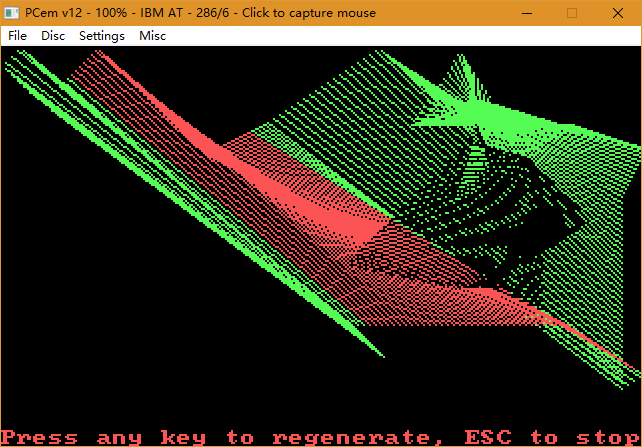 PCem v12 - 100% - IBM AT - 286/6 - Click to capture mouse
File Disc Settings Misc
Press any key to regenerate, ESC to stop